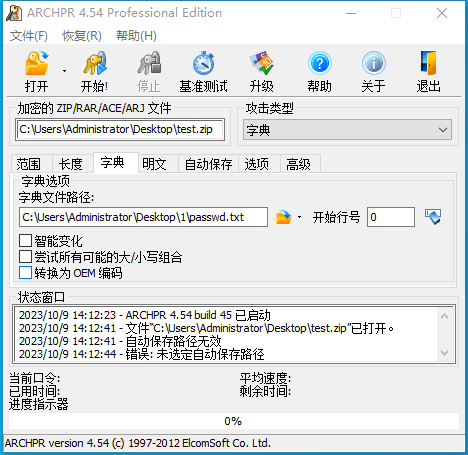 ARCHPR 4.54 Professional Edition
文件(F) 恢复(R) 帮助(H)
打开 开始! 停止 基准测试 升级 帮助 关于 退出
加密的 ZIP/RAR/ACE/ARJ 文件 攻击类型
C:\Users\Administrator\Desktop\test.zip 字典
范围 长度 字典 明文 自动保存 选项 高级
字典选项
字典文件路径:
C:\Users\Administrator\Desktop\1\passwd.txt 开始行号 0
智能变化
尝试所有可能的大/小写组合
转换为 OEM 编码
状态窗口
2023/10/9 14:12:23 - ARCHPR 4.54 build 45 已启动
2023/10/9 14:12:41 - 文件“C:\Users\Administrator\Desktop\test.zip”已打开。
2023/10/9 14:12:41 - 自动保存路径无效
2023/10/9 14:12:44 - 错误: 未选定自动保存路径
当前口令: 平均速度:
已用时间: 剩余时间:
进度指示器
0%
ARCHPR version 4.54 (c) 1997-2012 ElcomSoft Co. Ltd.